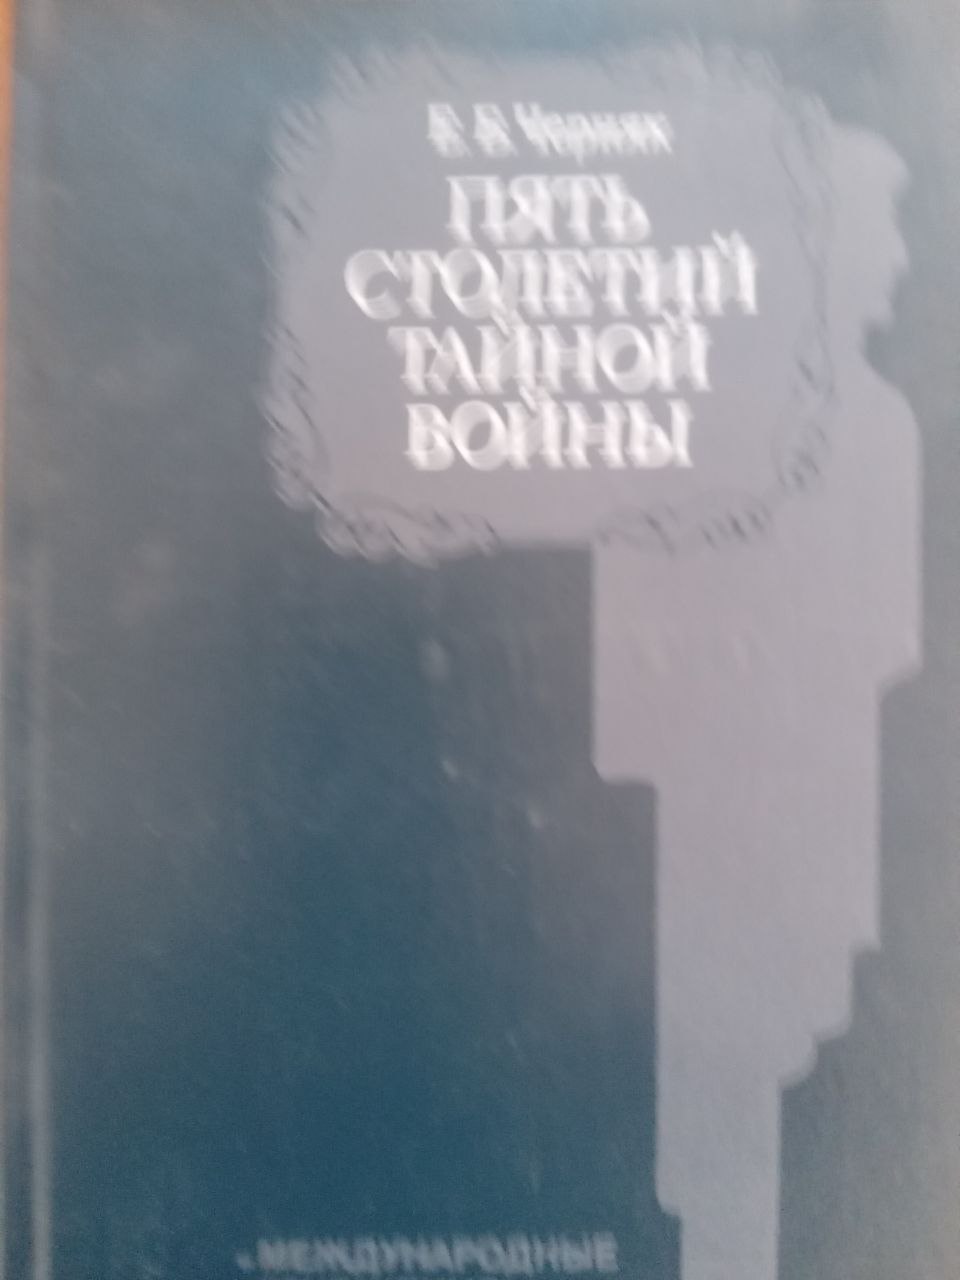 Е. Б. Черняк
ПЯТЬ
СТОЛЕТИЙ
ТАЙНОЙ
ВОЙНЫ
«МЕЖДУНАРОДНЫЕ